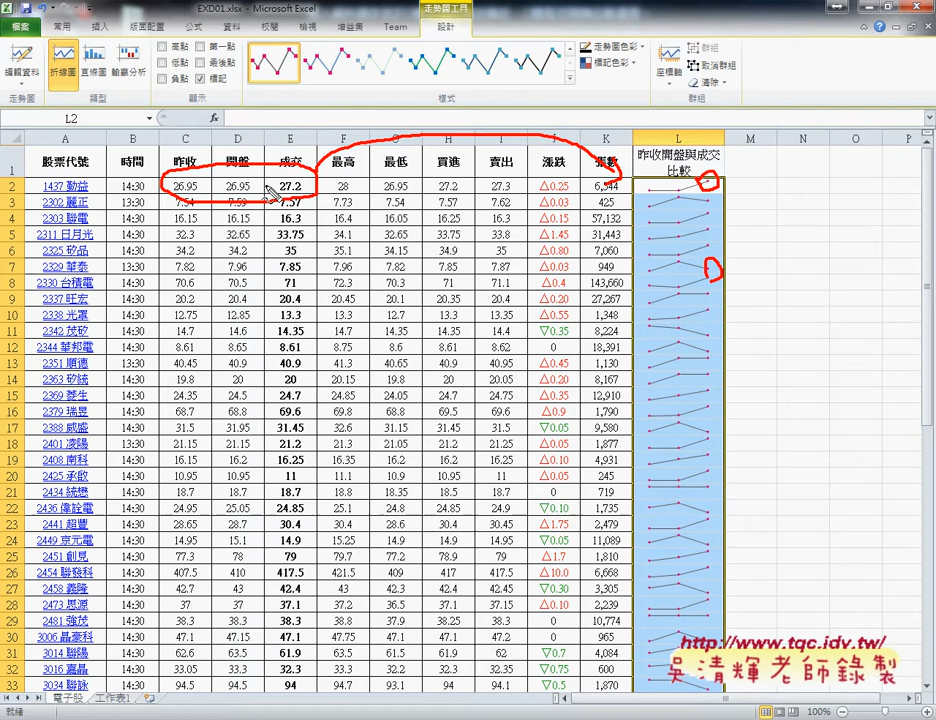 EXD01.xlsx - Microsoft Excel
走勢圖工具
檔案 常用 插入 版面配置 公式 資料 校閱 檢視 增益集 Team 設計
編輯資料 折線圖 直條圖 輸贏分析
高點 第一點
低點 最後點
負點 標記
走勢圖色彩
標記色彩
座標軸
群組
取消群組
清除
走勢圖 類型 顯示 樣式 群組
L2 fx
A B C D E F G H I J K L M N O P
1 股票代號 時間 昨收 開盤 成交 最高 最低 買進 賣出 漲跌 張數 昨收開盤與成交
比較
2 1437 勤益 14:30 26.95 26.95 27.2 28 26.95 27.2 27.3 △0.25 6,544
3 2302 麗正 13:30 7.54 7.59 7.57 7.73 7.54 7.57 7.62 △0.03 425
4 2303 聯電 14:30 16.15 16.15 16.3 16.4 16.15 16.3 16.4 △0.15 57,132
5 2311 日月光 14:30 32.3 32.65 33.75 34.1 32.65 33.75 33.8 △1.45 31,443
6 2325 矽品 14:30 34.2 34.25 35 35.1 34.15 34.9 35 △0.80 7,060
7 2329 華泰 13:30 7.82 7.96 7.85 7.96 7.82 7.85 7.87 △0.03 949
8 2330 台積電 14:30 70.6 70.5 71 72.3 70.3 71 71.1 △0.4 143,660
9 2337 旺宏 14:30 20.2 20.4 20.4 20.45 20.1 20.35 20.4 △0.20 27,267
10 2338 光罩 14:30 12.75 12.85 13.3 13.3 12.7 13.3 13.35 △0.55 1,348
11 2342 茂矽 14:30 14.7 14.6 14.35 14.7 14.35 14.35 14.4 ▽0.35 8,224
12 2344 華邦電 14:30 8.61 8.65 8.61 8.75 8.6 8.61 8.62 0 18,391
13 2351 順德 13:30 40.45 40.9 40.9 41.3 40.65 40.9 40.95 △0.45 1,130
14 2363 矽統 14:30 19.8 20 20 20.15 19.8 20 20.05 △0.20 8,167
15 2369 菱生 14:30 24.35 24.5 24.7 24.85 24.05 24.7 24.75 △0.35 12,910
16 2379 瑞昱 14:30 68.7 68.8 69.6 69.9 68.8 69.5 69.6 △0.9 1,790
17 2388 威盛 14:30 31.5 31.95 31.45 32.6 31.15 31.45 31.5 ▽0.05 9,580
18 2401 凌陽 13:30 21.15 21.15 21.2 21.3 21.05 21.2 21.25 △0.05 1,877
19 2408 南科 14:30 16.15 16.2 16.25 16.35 16.2 16.2 16.25 △0.10 4,931
20 2425 承啟 14:30 10.95 10.95 11 11.1 10.9 10.95 11 △0.05 245
21 2434 統懋 14:30 18.7 18.7 18.7 18.8 18.35 18.5 18.7 0 719
22 2436 偉詮電 14:30 24.95 25.05 24.85 25.1 24.8 24.85 24.9 ▽0.10 1,735
23 2441 超豐 14:30 28.65 28.7 30.4 30.4 28.6 30.4 30.45 △1.75 2,479
24 2449 京元電 14:30 14.95 14.9 14.9 15.25 14.9 14.9 14.95 ▽0.05 11,089
25 2451 創見 14:30 77.3 78 79 79.7 77.2 78.9 79 △1.7 1,810
26 2454 聯發科 14:30 407.5 410 417.5 421.5 409 417 417.5 △10.0 6,668
27 2458 義隆 14:30 42.7 43 42.4 43 42.3 42.4 42.45 ▽0.30 3,305
28 2473 思源 14:30 37 37 37.1 37.2 36.5 37.1 37.15 △0.10 2,239
29 2481 強茂 14:30 38.3 38.3 38.3 38.8 37.9 38.25 38.3 0 10,774
30 3006 晶豪科 14:30 47.1 47.15 47.1 47.75 47.1 47.1 47.2 0 965
31 3014 聯陽 14:30 62.6 63.5 61.9 63.5 61.5 61.9 62 ▽0.7 4,084
32 3016 嘉晶 14:30 33.05 33.3 32.3 33.4 32.2 32.3 32.35 ▽0.75 600
33 3034 聯詠 14:30 94.5 94.5 94 95.4 93.1 94 94.1 ▽0.5 1,870
http://www.tqc.idv.tw/
吳清輝老師錄製
電子股 工作表1
就緒 100%